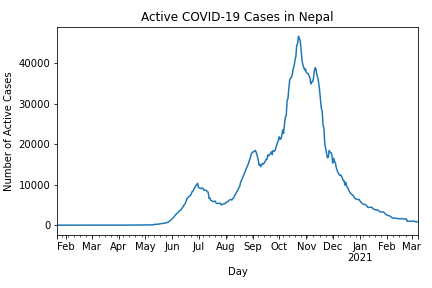 Active COVID-19 Cases in Nepal
Number of Active Cases
40000
30000
20000
10000
0
Feb Mar Apr May Jun Jul Aug Sep Oct Nov Dec Jan Feb Mar
2021
Day